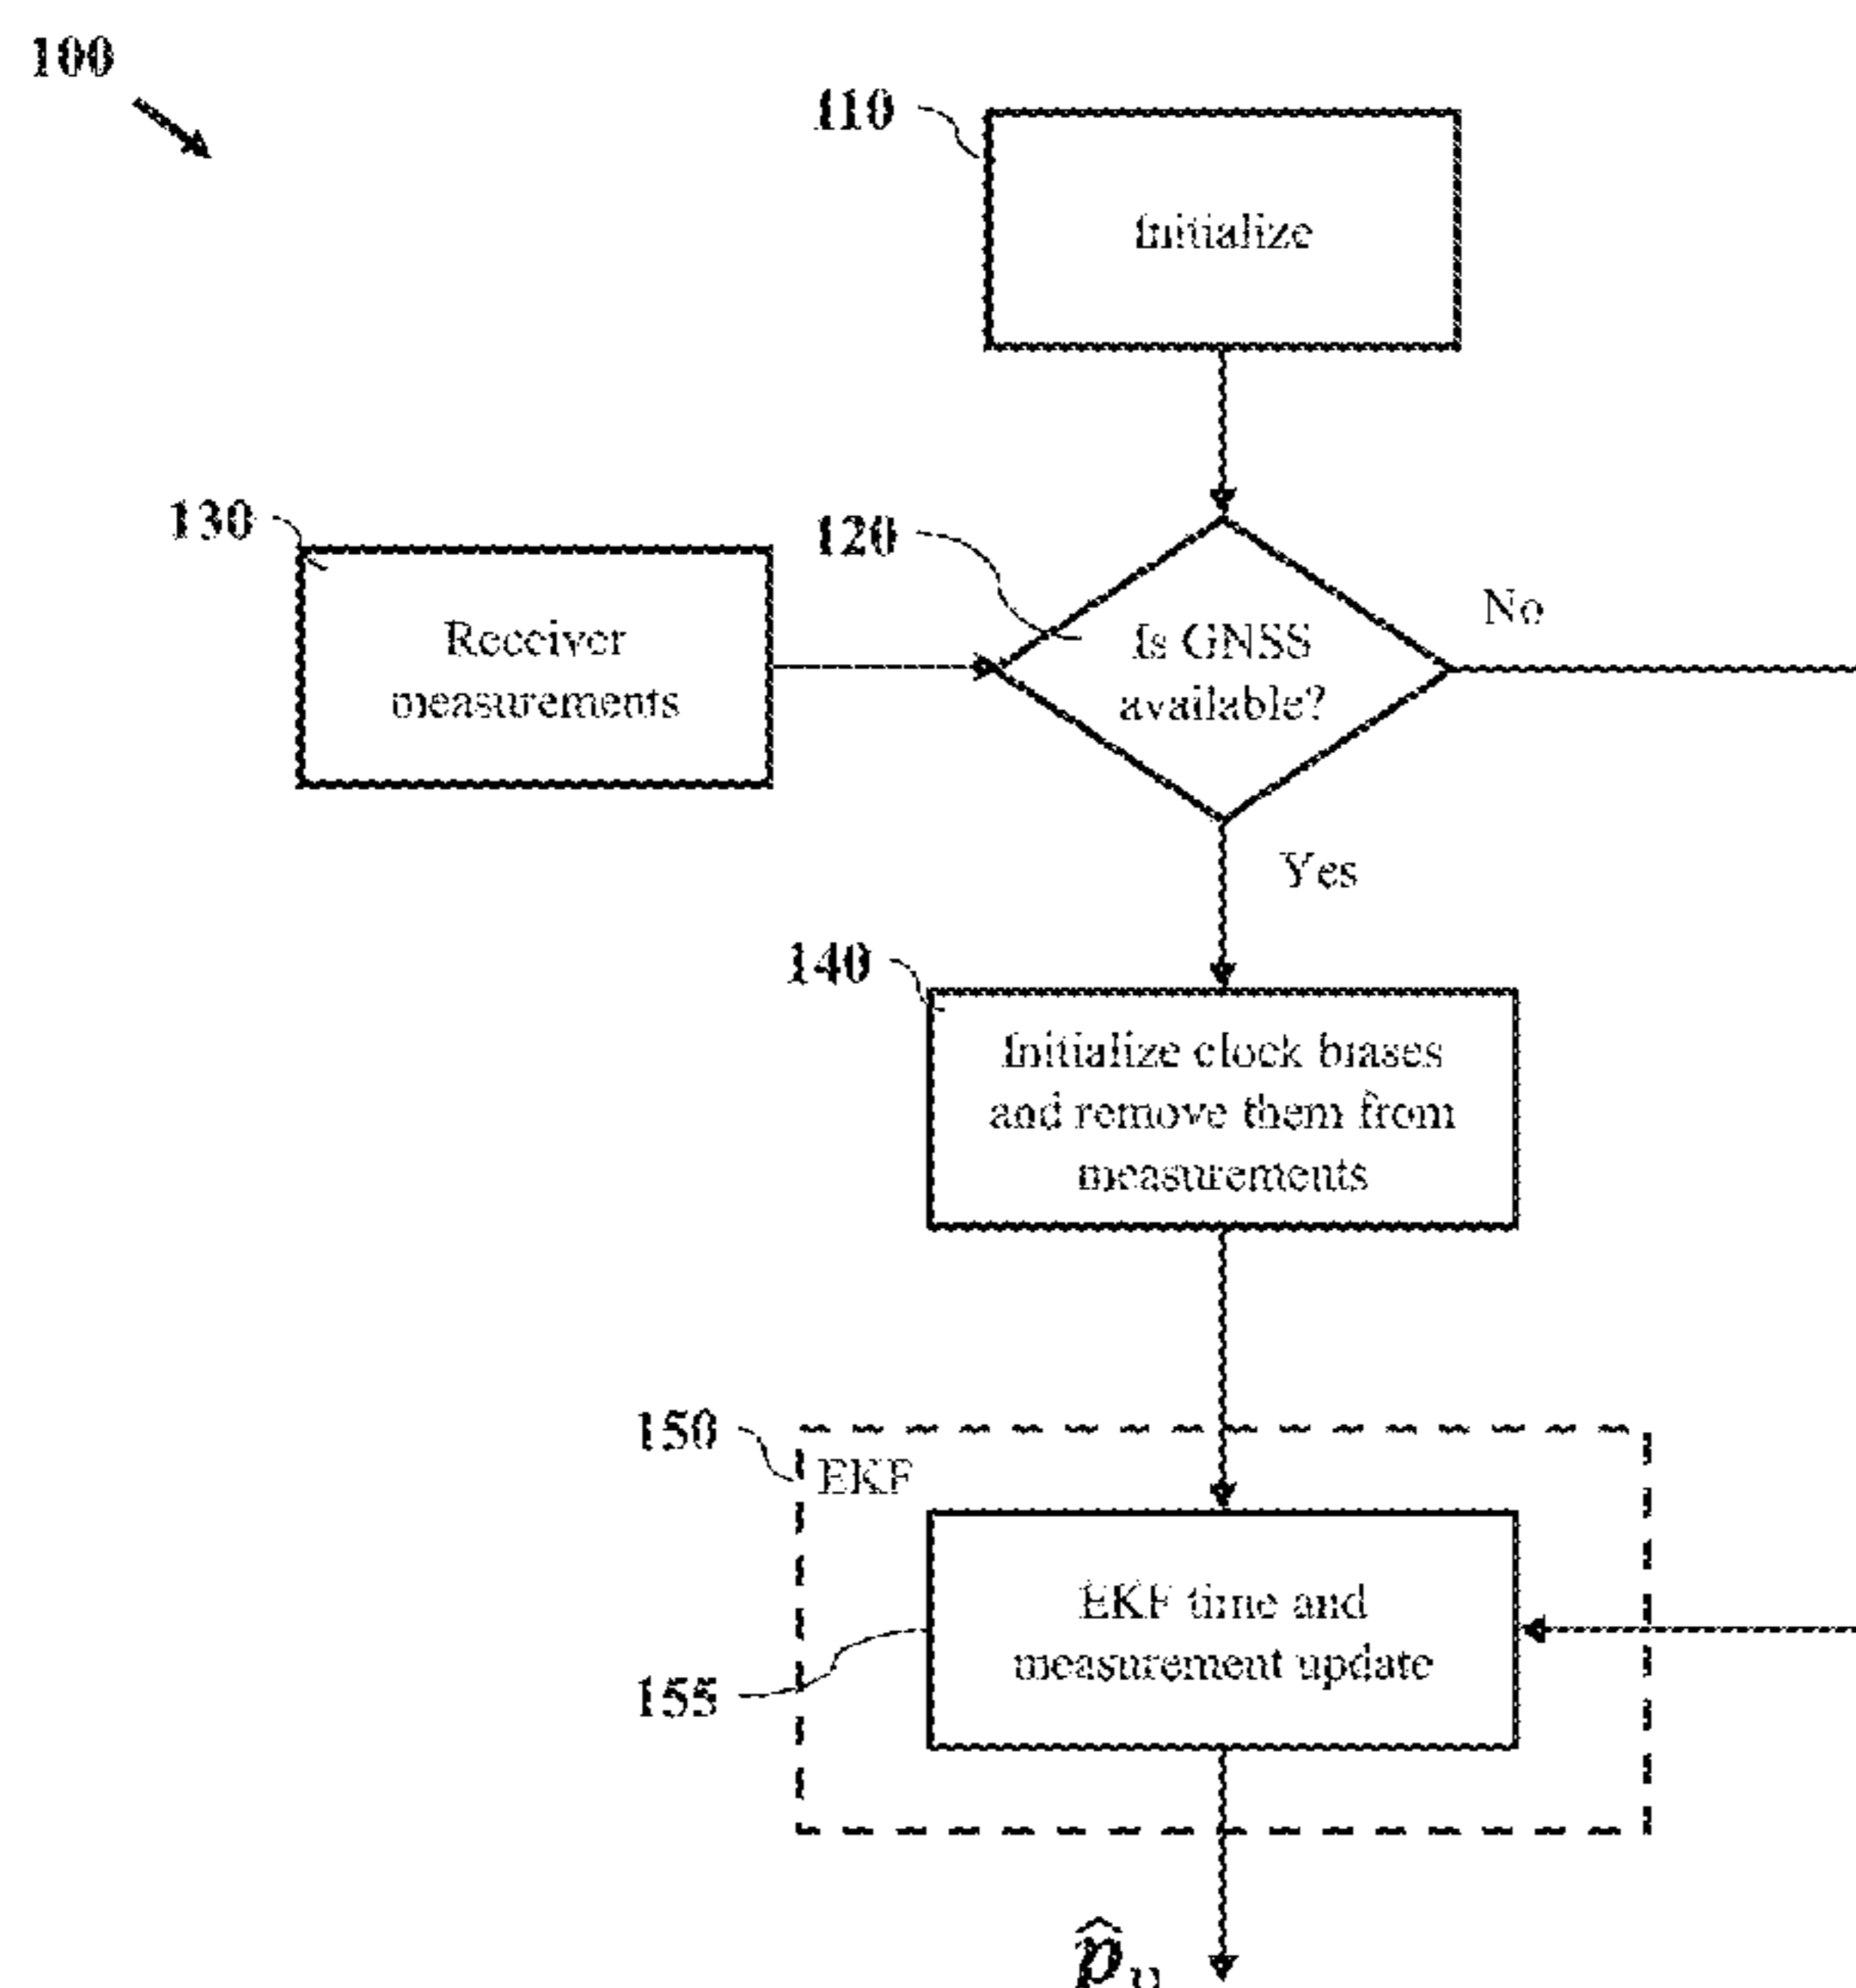 100
110
Initialize
130
120
No
Receiver
measurements
Is GNSS
available?
Yes
140
Initialize clock biases
and remove them from
measurements
150
EKF
EKF time and
measurement update
155
p̂υ